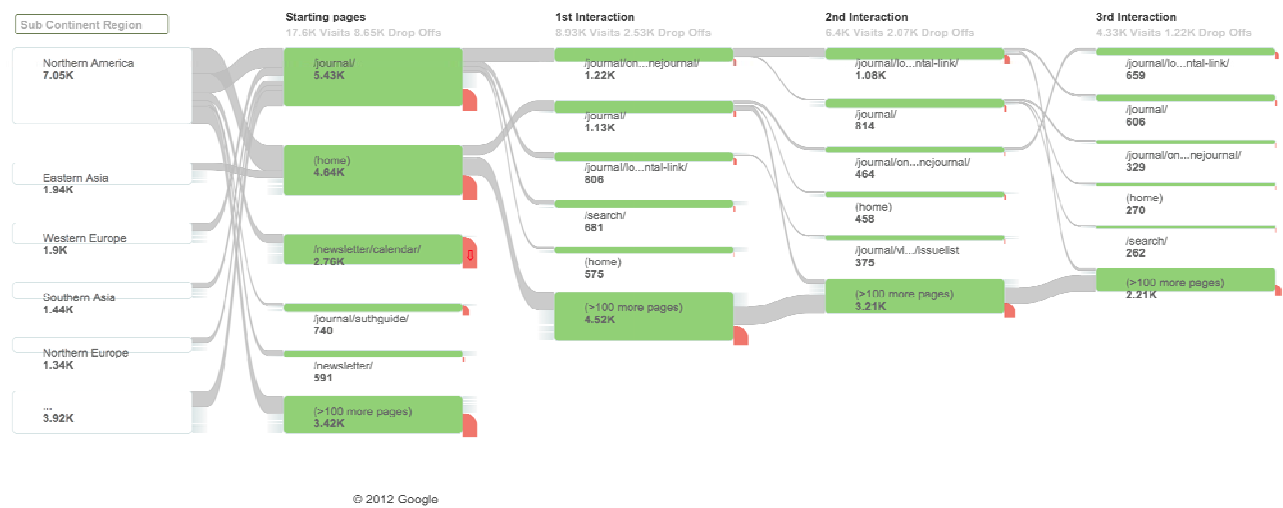 Sub Continent Region
Northern America
7.05K
Eastern Asia
1.94K
Western Europe
1.9K
Southern Asia
1.44K
Northern Europe
1.34K
...
3.92K
Starting pages
17.6K Visits 8.65K Drop Offs
/journal/
5.43K
(home)
4.64K
/newsletter/calendar/
2.76K
/journal/authguide/
740
/newsletter/
591
(>100 more pages)
3.42K
1st Interaction
8.93K Visits 2.53K Drop Offs
/journal/on...nejournal/
1.22K
/journal/
1.13K
/journal/lo...ntal-link/
806
/search/
681
(home)
575
(>100 more pages)
4.52K
2nd Interaction
6.4K Visits 2.07K Drop Offs
/journal/lo...ntal-link/
1.08K
/journal/
814
/journal/on...nejournal/
464
(home)
458
/journal/vi.../issuelist
375
(>100 more pages)
3.21K
3rd Interaction
4.33K Visits 1.22K Drop Offs
/journal/lo...ntal-link/
659
/journal/
606
/journal/on...nejournal/
329
(home)
270
/search/
262
(>100 more pages)
2.21K
© 2012 Google